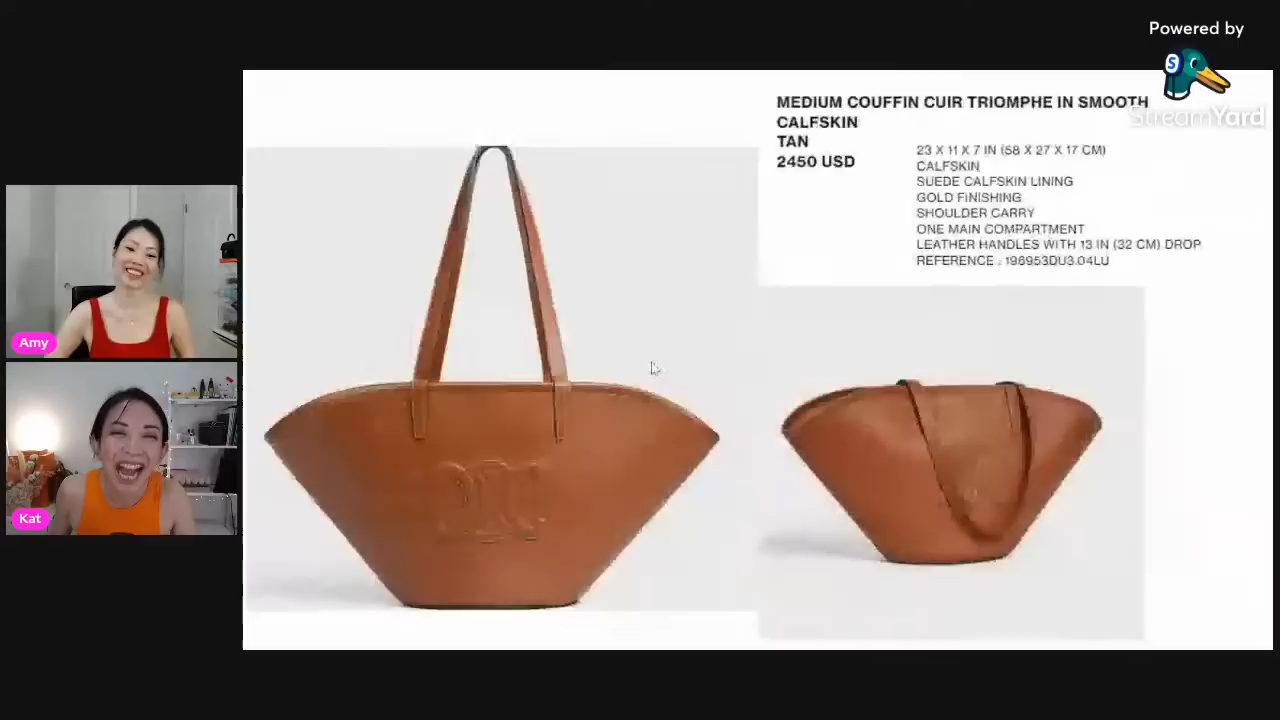 Powered by
S
StreamYard
MEDIUM COUFFIN CUIR TRIOMPHE IN SMOOTH
CALFSKIN
TAN
2450 USD
23 X 11 X 7 IN (58 X 27 X 17 CM)
CALFSKIN
SUEDE CALFSKIN LINING
GOLD FINISHING
SHOULDER CARRY
ONE MAIN COMPARTMENT
LEATHER HANDLES WITH 13 IN (32 CM) DROP
REFERENCE : 196953DU3.04LU
Amy
Kat